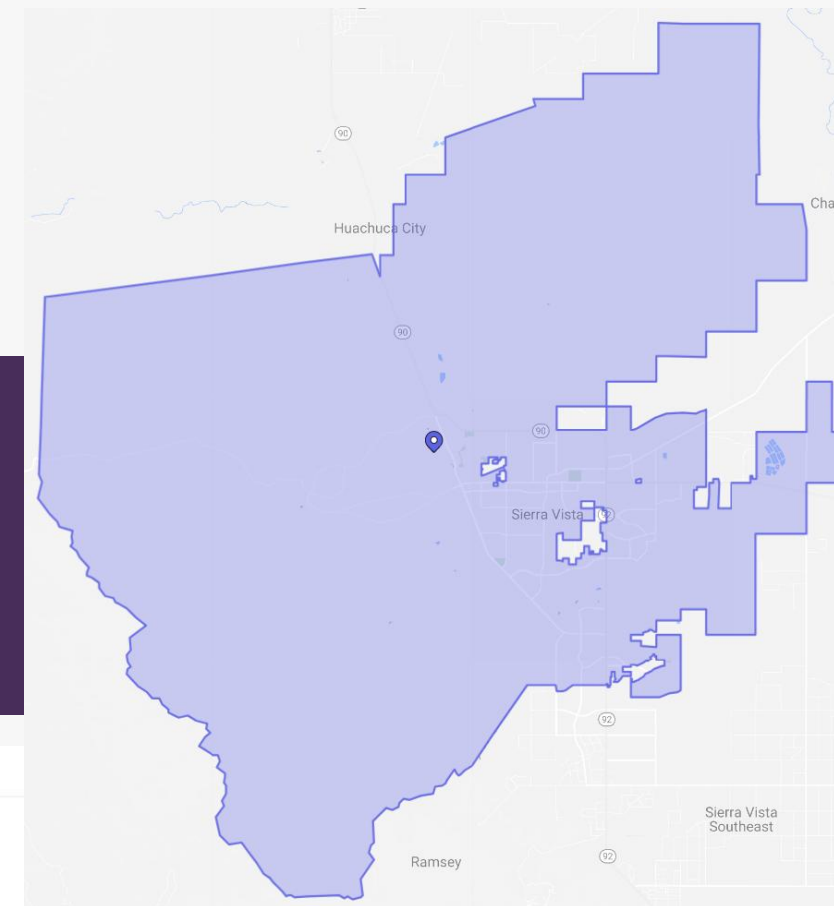 90
Cha
Huachuca City
90
90
Sierra Vista
92
92
Sierra Vista
Southeast
Ramsey
92